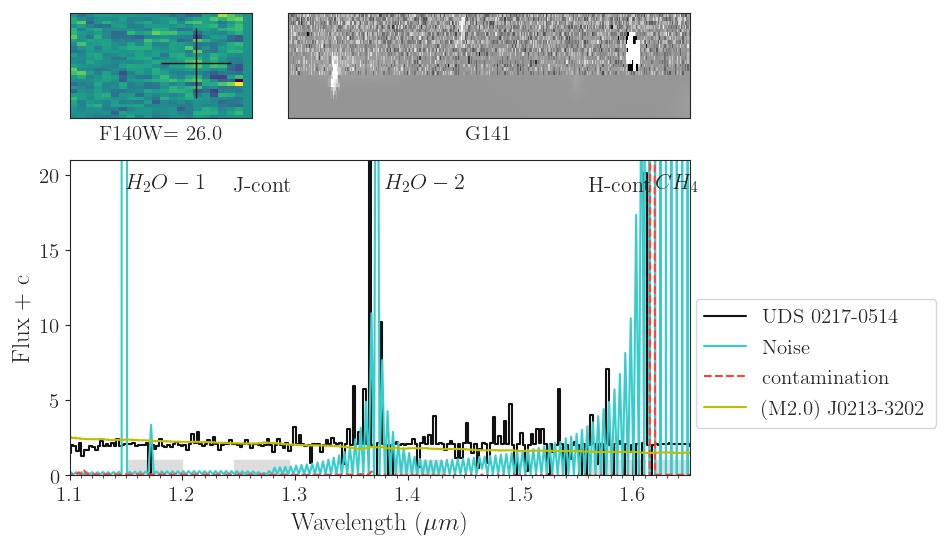 F140W= 26.0
G141
H₂O − 1
J-cont
H₂O − 2
H-cont
CH₄
20
15
10
5
0
Flux + c
1.1
1.2
1.3
1.4
1.5
1.6
Wavelength (μm)
UDS 0217-0514
Noise
contamination
(M2.0) J0213-3202